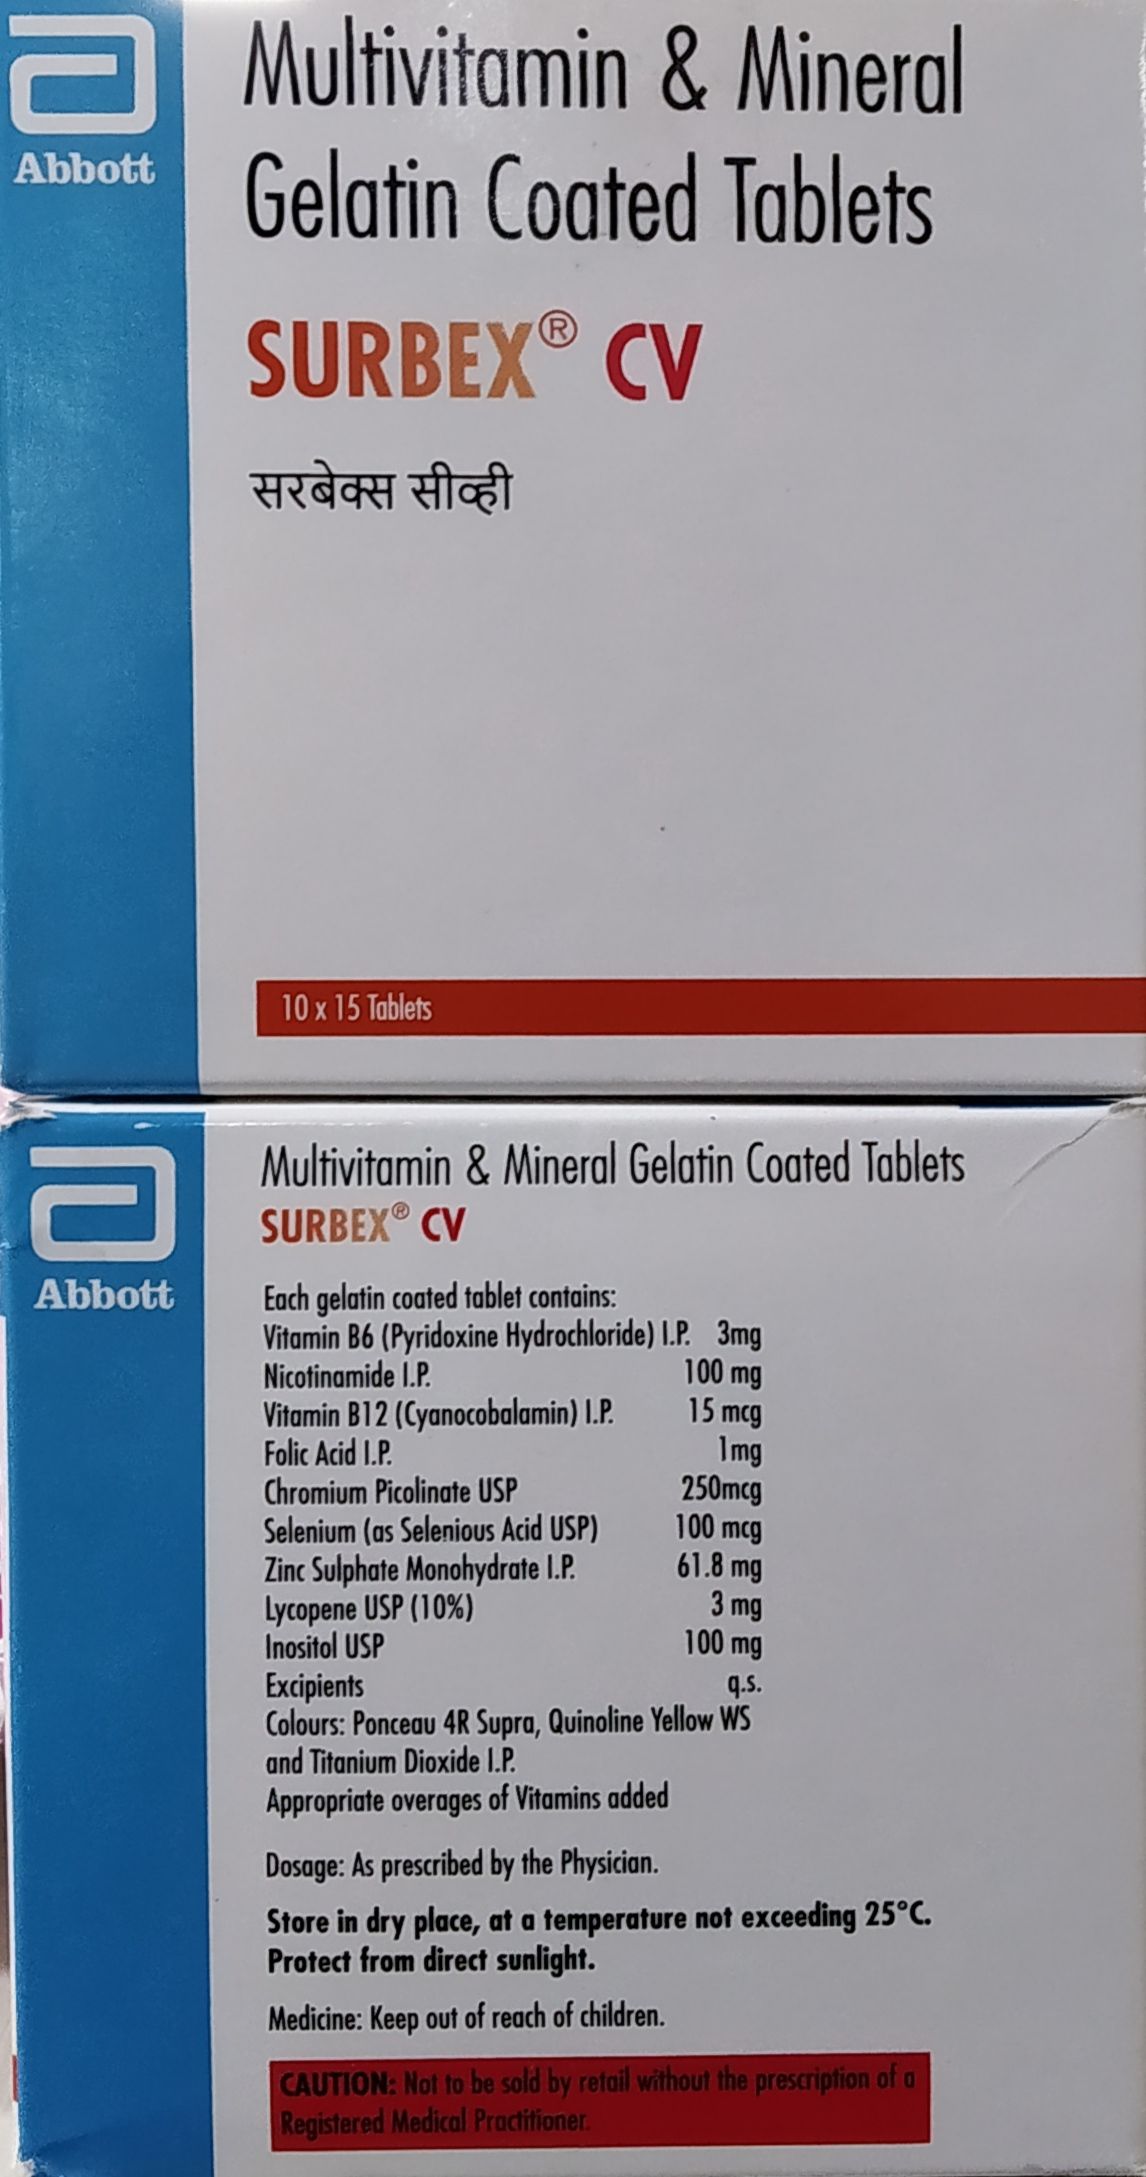 Abbott
Multivitamin & Mineral
Gelatin Coated Tablets
SURBEX® CV
सरबेक्स सीव्ही
10 x 15 Tablets
Abbott
Multivitamin & Mineral Gelatin Coated Tablets
SURBEX® CV
Each gelatin coated tablet contains:
Vitamin B6 (Pyridoxine Hydrochloride) I.P. 3mg
Nicotinamide I.P. 100 mg
Vitamin B12 (Cyanocobalamin) I.P. 15 mcg
Folic Acid I.P. 1mg
Chromium Picolinate USP 250mcg
Selenium (as Selenious Acid USP) 100 mcg
Zinc Sulphate Monohydrate I.P. 61.8 mg
Lycopene USP (10%) 3 mg
Inositol USP 100 mg
Excipients q.s.
Colours: Ponceau 4R Supra, Quinoline Yellow WS
and Titanium Dioxide I.P.
Appropriate overages of Vitamins added
Dosage: As prescribed by the Physician.
Store in dry place, at a temperature not exceeding 25°C.
Protect from direct sunlight.
Medicine: Keep out of reach of children.
CAUTION: Not to be sold by retail without the prescription of a
Registered Medical Practitioner.